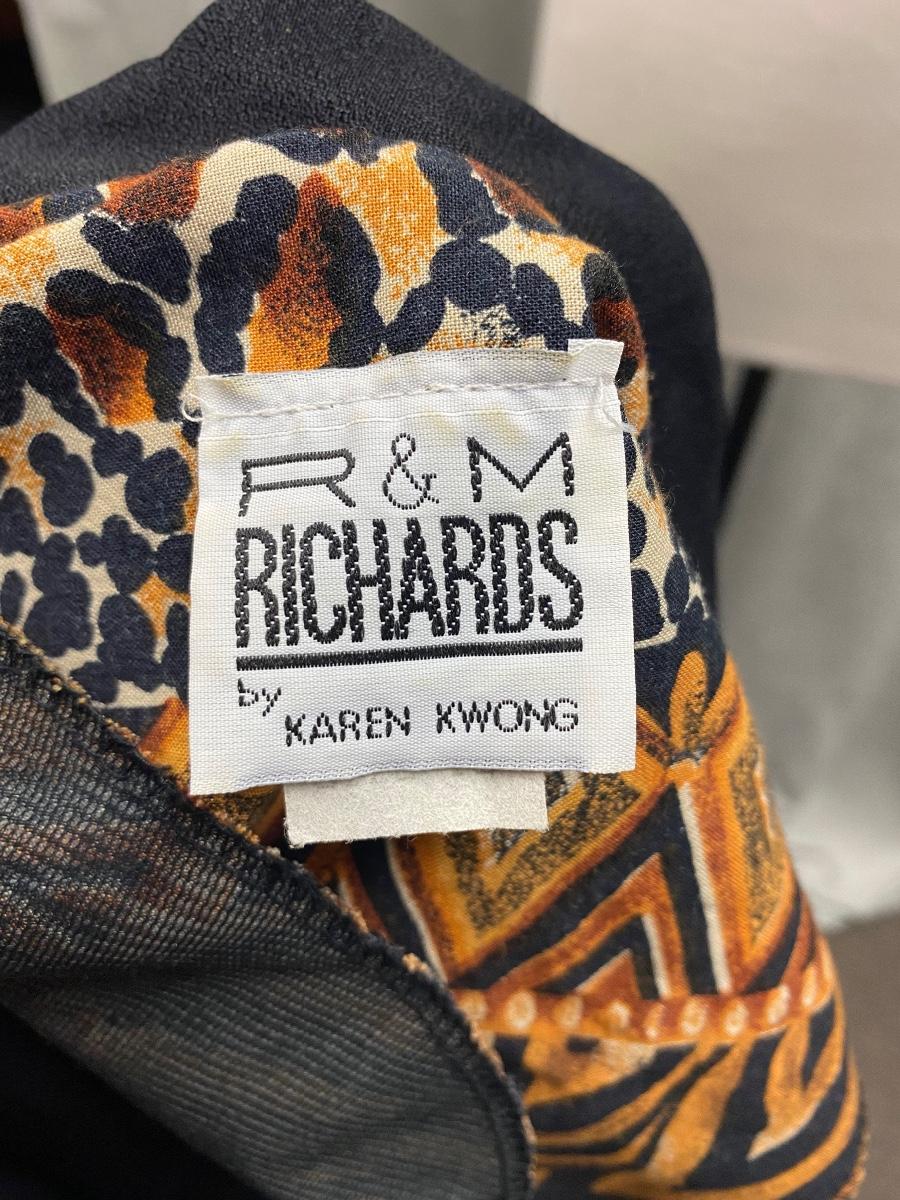 R & M
RICHARDS
by
KAREN KWONG